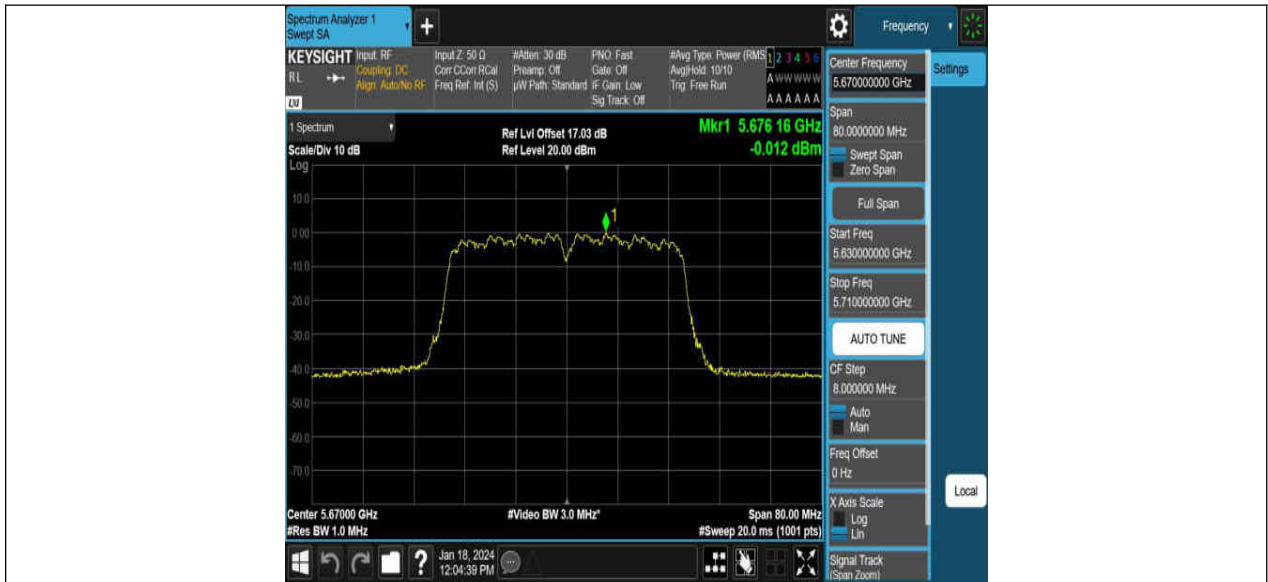 Spectrum Analyzer 1
Swept SA
+
Frequency
KEYSIGHT
RL
LXI
Input: RF
Coupling: DC
Align: Auto/No RF
Input Z: 50 Ω
Corr CCorr RCal
Freq Ref: Int (S)
#Atten: 30 dB
Preamp: Off
µW Path: Standard
PNO: Fast
Gate: Off
IF Gain: Low
Sig Track: Off
#Avg Type: Power (RMS
Avg|Hold: 10/10
Trig: Free Run
1 2 3 4 5 6
A W W W W W
A A A A A A
1 Spectrum
Scale/Div 10 dB
Ref Lvl Offset 17.03 dB
Ref Level 20.00 dBm
Mkr1 5.676 16 GHz
-0.012 dBm
Log
10.0
0.00
-10.0
-20.0
-30.0
-40.0
-50.0
-60.0
-70.0
1
Center 5.67000 GHz
#Res BW 1.0 MHz
#Video BW 3.0 MHz*
Span 80.00 MHz
#Sweep 20.0 ms (1001 pts)
?
Jan 18, 2024
12:04:39 PM
Center Frequency
5.670000000 GHz
Settings
Span
80.0000000 MHz
Swept Span
Zero Span
Full Span
Start Freq
5.630000000 GHz
Stop Freq
5.710000000 GHz
AUTO TUNE
CF Step
8.000000 MHz
Auto
Man
Freq Offset
0 Hz
X Axis Scale
Log
Lin
Local
Signal Track
(Span Zoom)